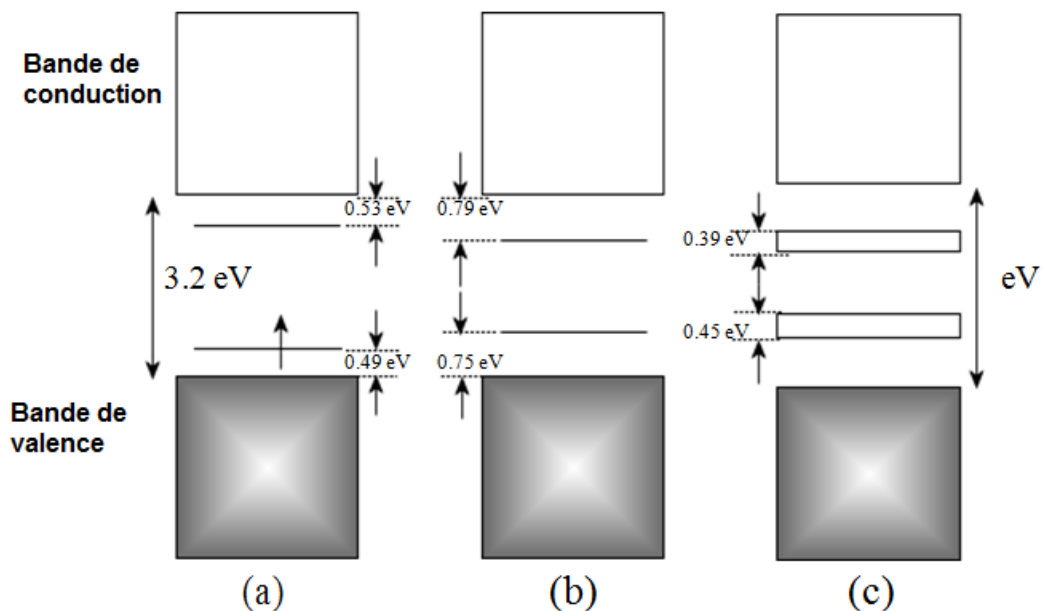 Bande de
conduction
0.53 eV
0.79 eV
0.39 eV
3.2 eV
eV
0.45 eV
0.49 eV
0.75 eV
Bande de
valence
(a)
(b)
(c)